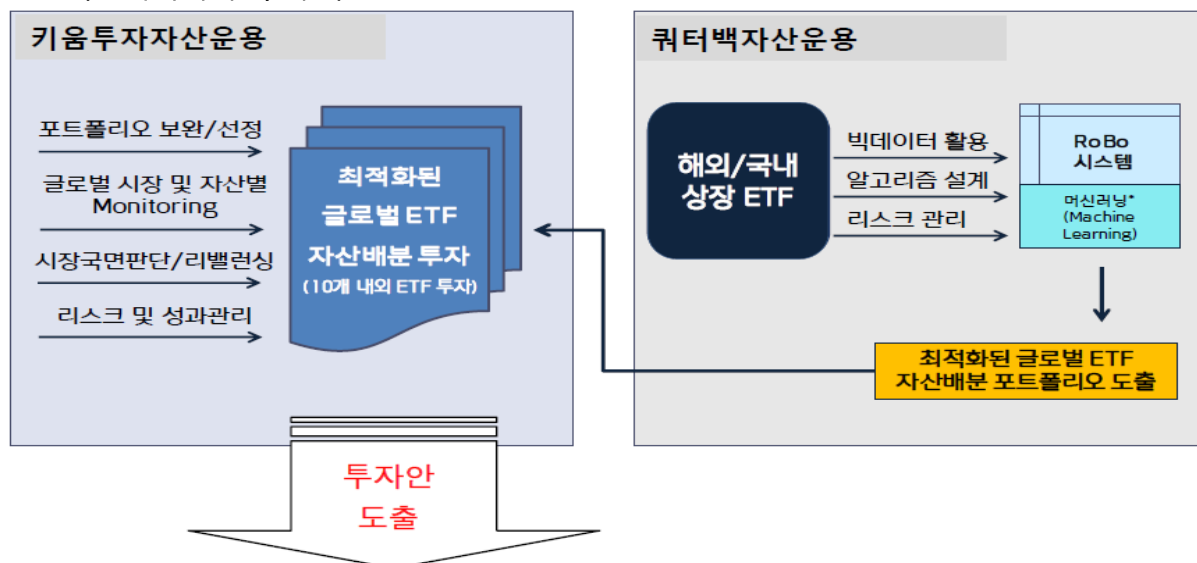 키움투자자산운용
포트폴리오 보완/선정
글로벌 시장 및 자산별
Monitoring
시장국면판단/리밸런싱
리스크 및 성과관리
최적화된
글로벌 ETF
자산배분 투자
(10개 내외 ETF 투자)
투자안
도출
쿼터백자산운용
해외/국내
상장 ETF
빅데이터 활용
알고리즘 설계
리스크 관리
RoBo
시스템
머신러닝*
(Machine
Learning)
최적화된 글로벌 ETF
자산배분 포트폴리오 도출